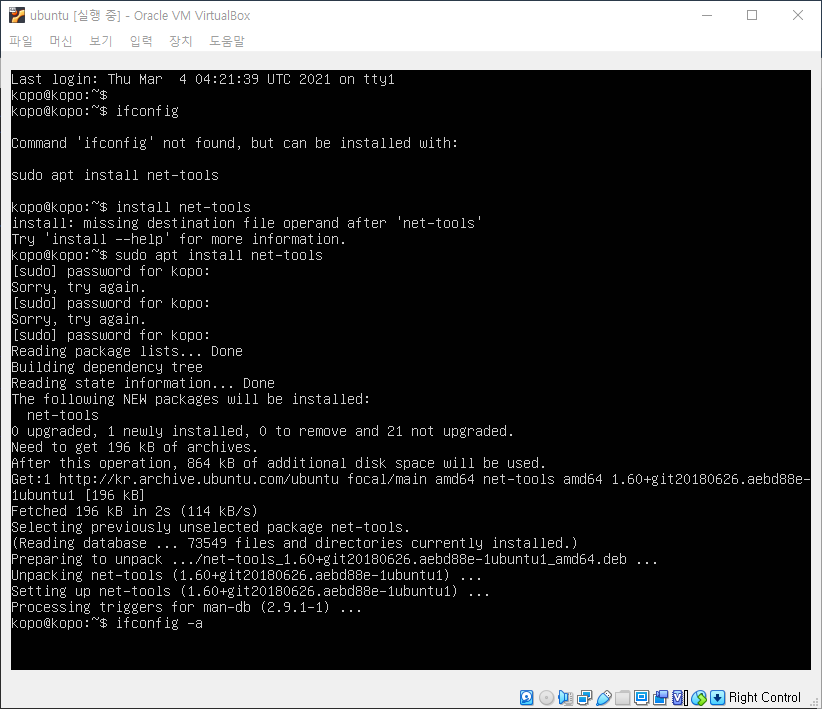 ubuntu [실행 중] - Oracle VM VirtualBox
파일 머신 보기 입력 장치 도움말
Last login: Thu Mar  4 04:21:39 UTC 2021 on tty1
kopo@kopo:~$
kopo@kopo:~$ ifconfig
Command 'ifconfig' not found, but can be installed with:
sudo apt install net-tools
kopo@kopo:~$ install net-tools
install: missing destination file operand after 'net-tools'
Try 'install --help' for more information.
kopo@kopo:~$ sudo apt install net-tools
[sudo] password for kopo:
Sorry, try again.
[sudo] password for kopo:
Sorry, try again.
[sudo] password for kopo:
Reading package lists... Done
Building dependency tree
Reading state information... Done
The following NEW packages will be installed:
  net-tools
0 upgraded, 1 newly installed, 0 to remove and 21 not upgraded.
Need to get 196 kB of archives.
After this operation, 864 kB of additional disk space will be used.
Get:1 http://kr.archive.ubuntu.com/ubuntu focal/main amd64 net-tools amd64 1.60+git20180626.aebd88e-
1ubuntu1 [196 kB]
Fetched 196 kB in 2s (114 kB/s)
Selecting previously unselected package net-tools.
(Reading database ... 73549 files and directories currently installed.)
Preparing to unpack .../net-tools_1.60+git20180626.aebd88e-1ubuntu1_amd64.deb ...
Unpacking net-tools (1.60+git20180626.aebd88e-1ubuntu1) ...
Setting up net-tools (1.60+git20180626.aebd88e-1ubuntu1) ...
Processing triggers for man-db (2.9.1-1) ...
kopo@kopo:~$ ifconfig -a
Right Control